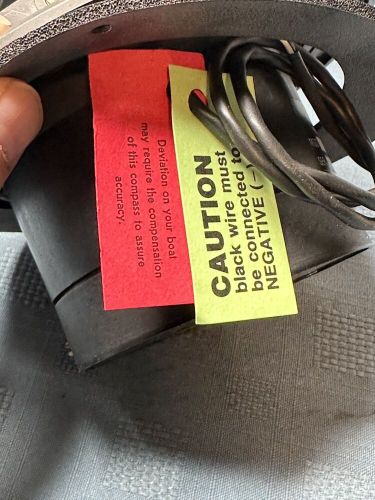 Deviation on your boat
may require the compensation
of this compass to assure
accuracy.
CAUTION
black wire must
be connected to
NEGATIVE (-